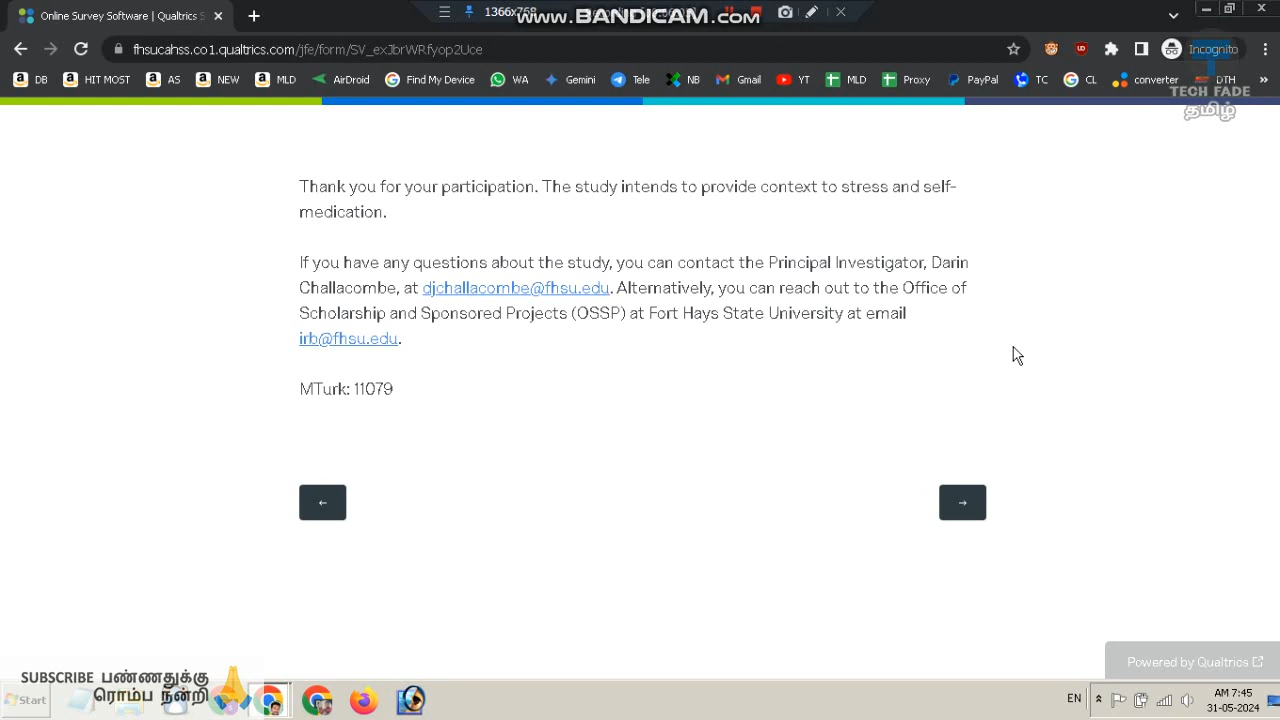 Online Survey Software | Qualtrics S
1366x768
www.BANDICAM.com
fhsucahss.co1.qualtrics.com/jfe/form/SV_exJbrWRfyop2Uce
Incognito
DB HIT MOST AS NEW MLD AirDroid Find My Device WA Gemini Tele NB Gmail YT MLD Proxy PayPal TC CL converter DTH
TECH FADE
தமிழ்
Thank you for your participation. The study intends to provide context to stress and self-
medication.
If you have any questions about the study, you can contact the Principal Investigator, Darin
Challacombe, at djchallacombe@fhsu.edu. Alternatively, you can reach out to the Office of
Scholarship and Sponsored Projects (OSSP) at Fort Hays State University at email
irb@fhsu.edu.
MTurk: 11079
Powered by Qualtrics
SUBSCRIBE பண்ணதுக்கு
ரொம்ப நன்றி
Start
EN
AM 7:45
31-05-2024